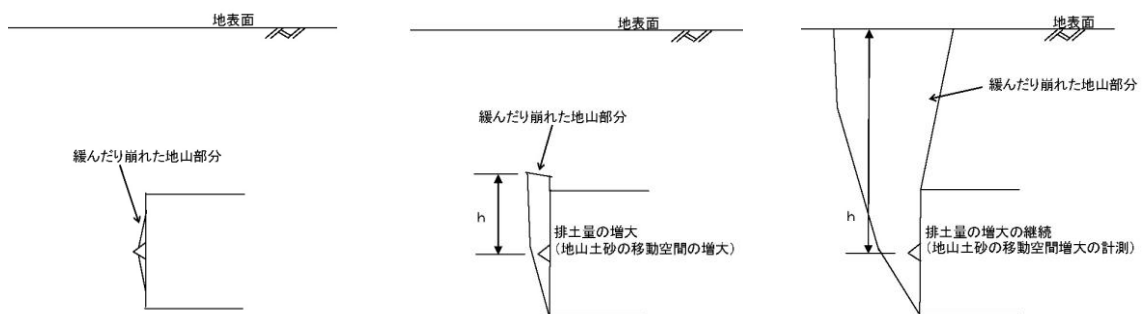 地表面
緩んだり崩れた地山部分
地表面
緩んだり崩れた地山部分
h
排土量の増大
(地山土砂の移動空間の増大)
地表面
緩んだり崩れた地山部分
h
排土量の増大の継続
(地山土砂の移動空間増大の計測)